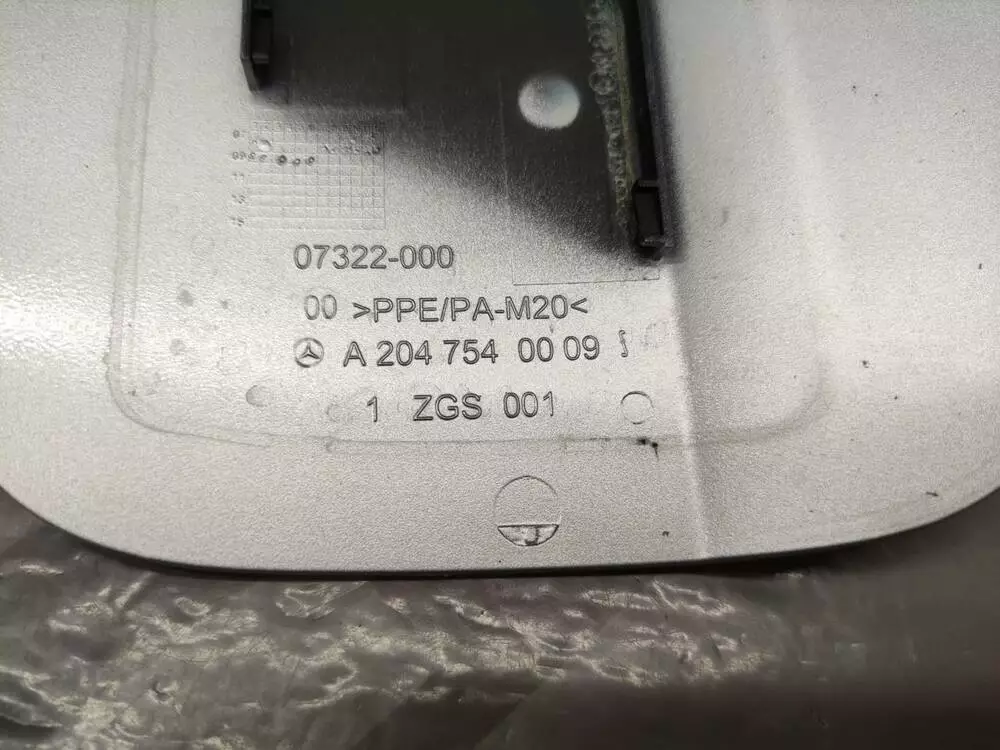 07322-000
00 >PPE/PA-M20<
A 204 754 00 09
1 ZGS 001